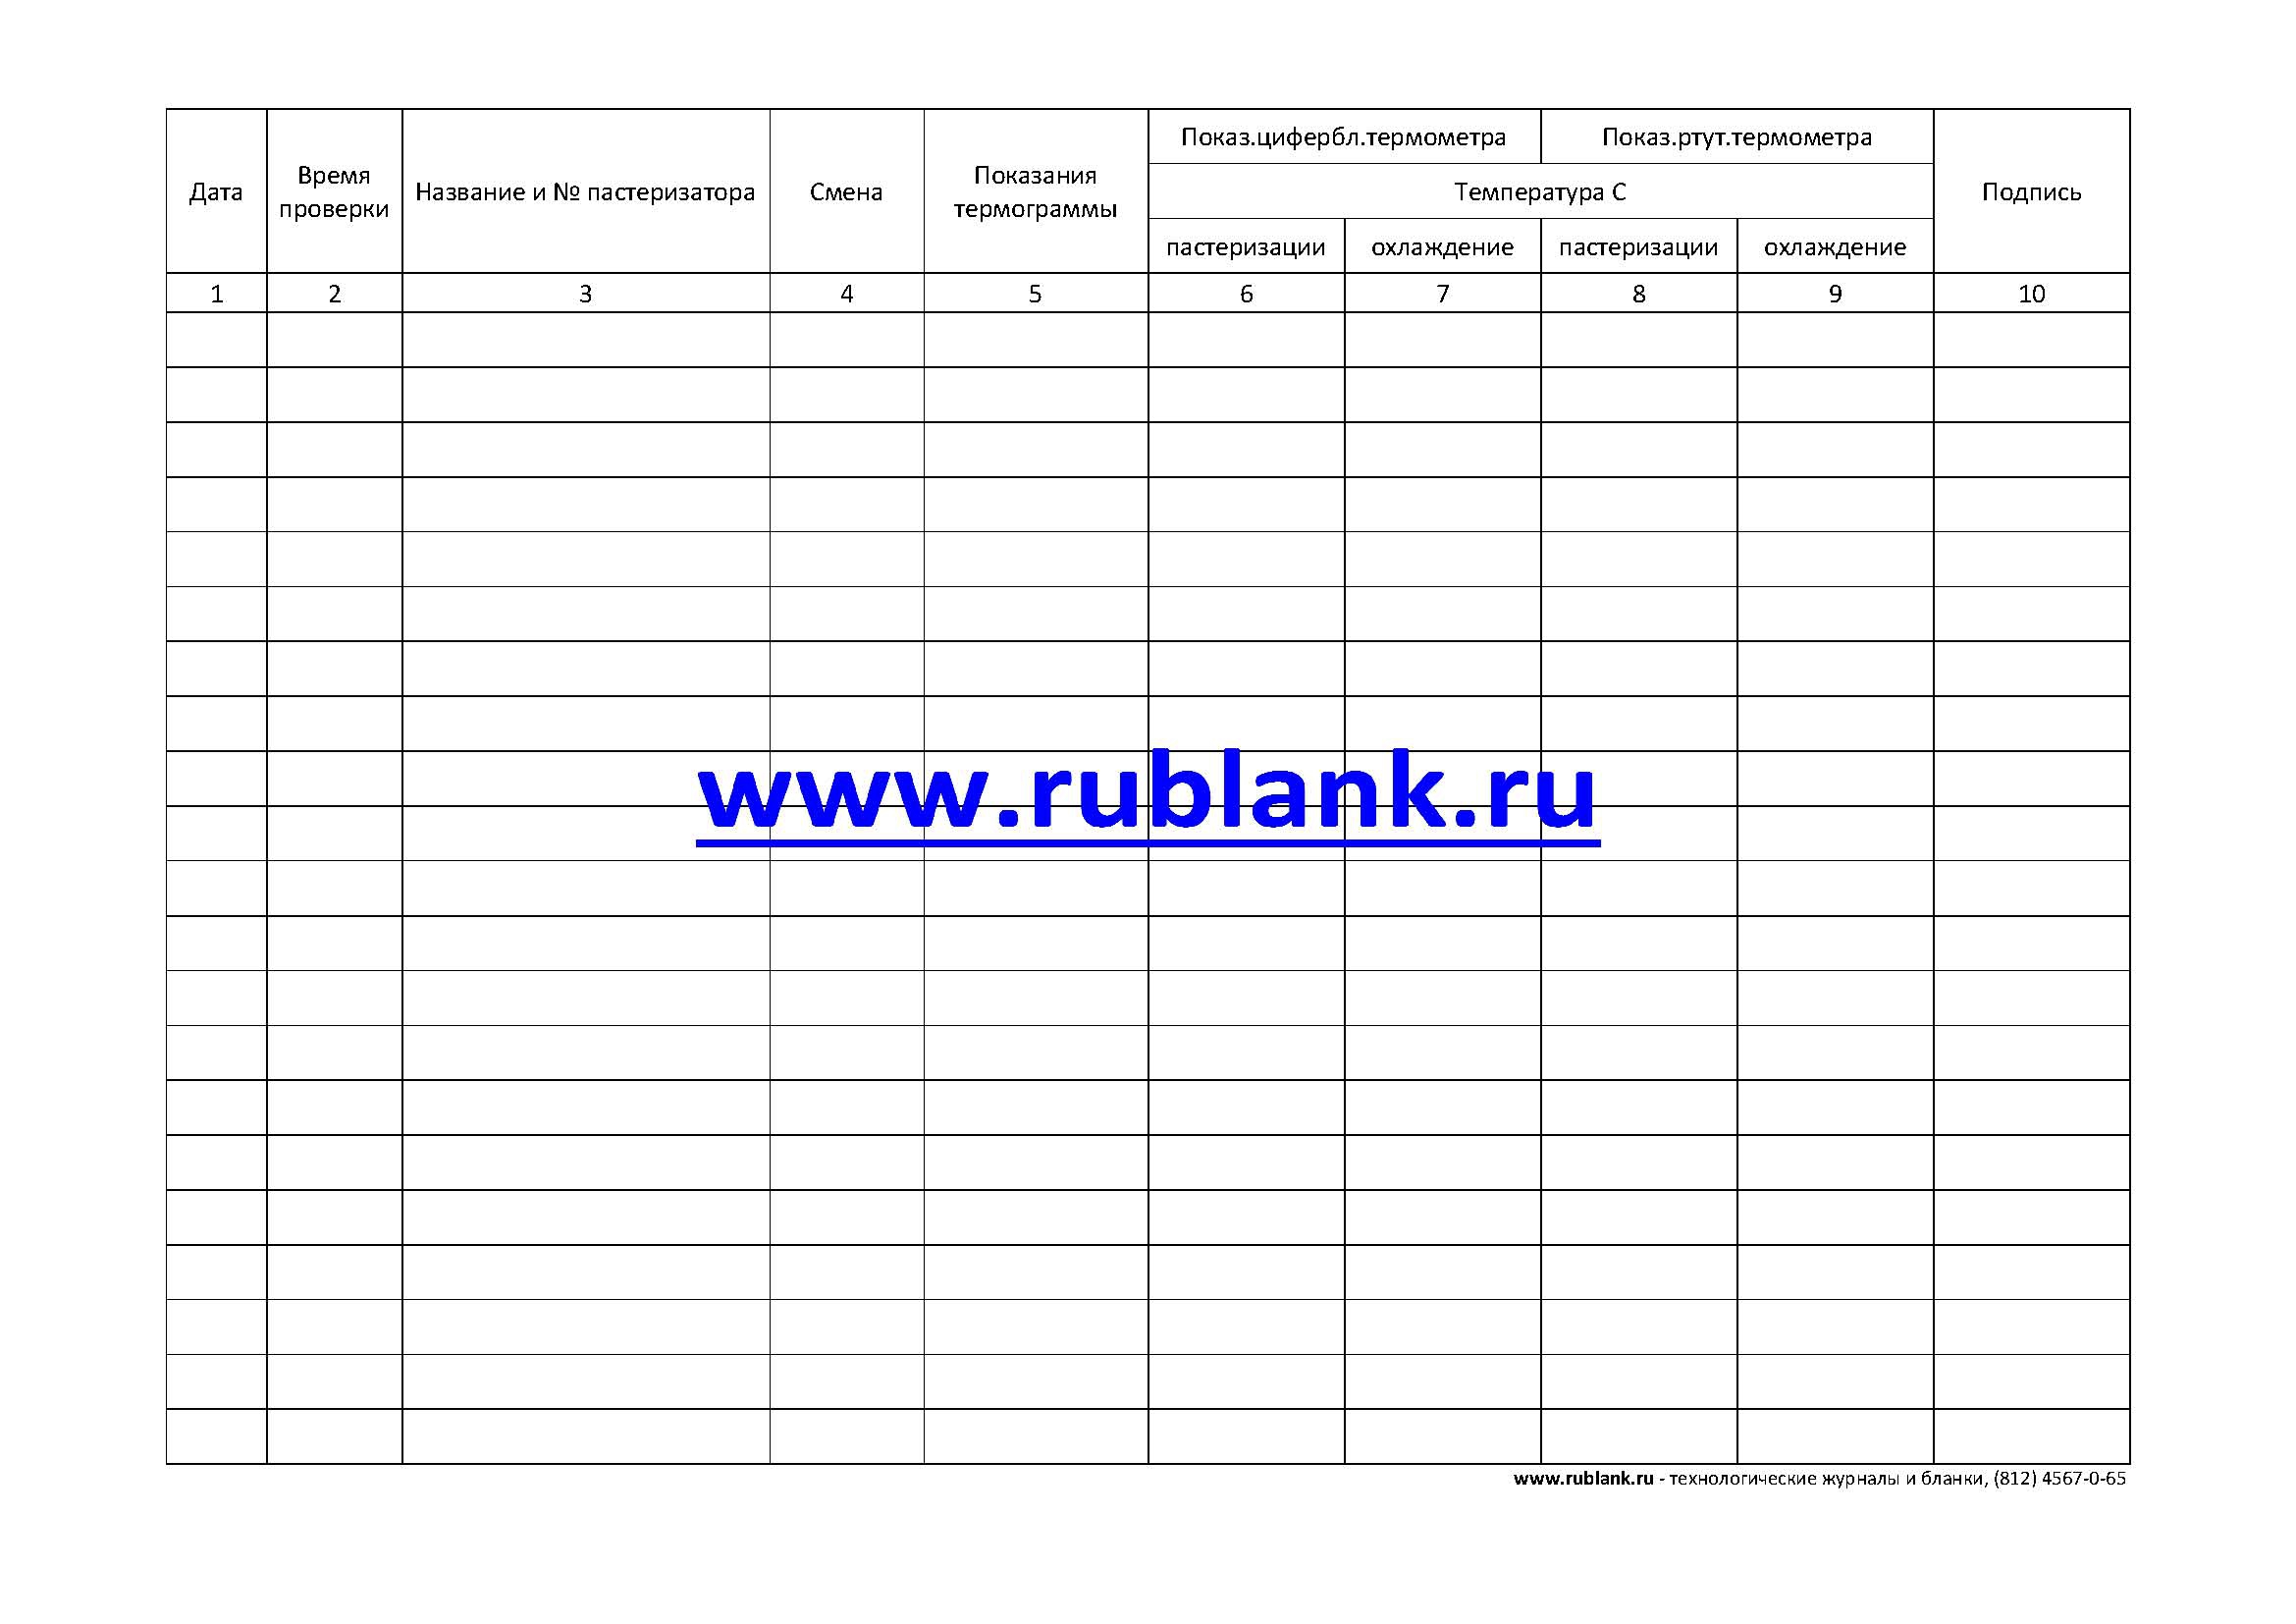 Дата
Время
проверки
Название и № пастеризатора
Смена
Показания
термограммы
Показ.цифербл.термометра
Показ.ртут.термометра
Температура С
пастеризации
охлаждение
пастеризации
охлаждение
Подпись
1 2 3 4 5 6 7 8 9 10
www.rublank.ru
www.rublank.ru - технологические журналы и бланки, (812) 4567-0-65